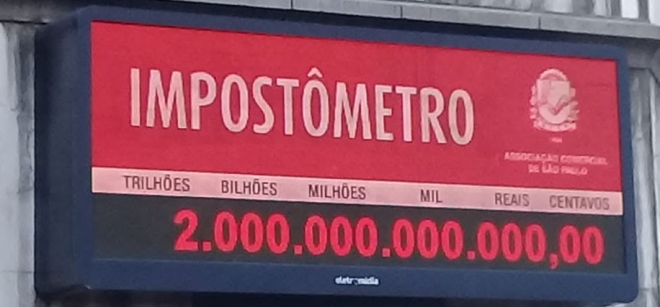 IMPOSTÔMETRO
ASSOCIAÇÃO COMERCIAL
DE SÃO PAULO
TRILHÕES BILHÕES MILHÕES MIL REAIS CENTAVOS
2.000.000.000.000,00
eletromidia